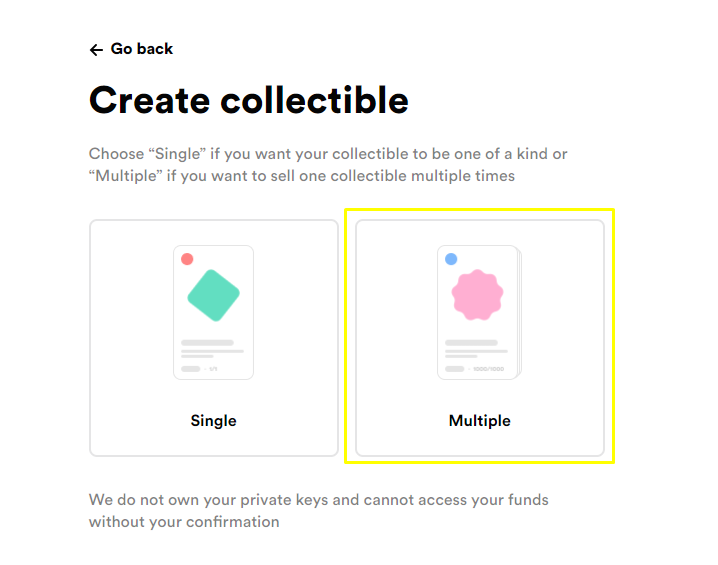 Go back
Create collectible
Choose “Single” if you want your collectible to be one of a kind or
“Multiple” if you want to sell one collectible multiple times
1/1
1000/1000
Single
Multiple
We do not own your private keys and cannot access your funds
without your confirmation